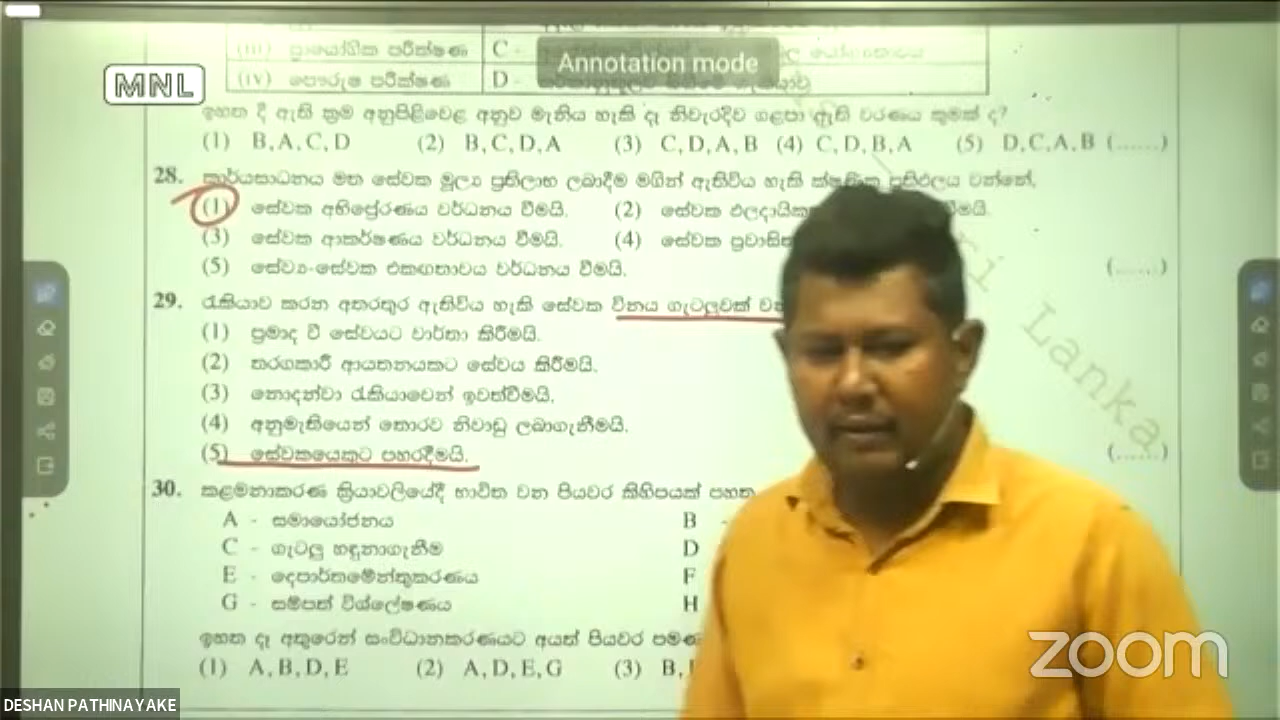 (iii) ප්‍රායෝගික පරීක්ෂණ C -
Annotation mode
MNL
(iv) පෞරුෂ පරීක්ෂණ D -
ඉහත දී ඇති ක්‍රම අනුපිළිවෙළ අනුව මැනිය හැකි දෑ නිවැරදිව ගළපා ඇති වරණය කුමක් ද?
(1) B, A, C, D (2) B, C, D, A (3) C, D, A, B (4) C, D, B, A (5) D, C, A, B (......)
28. කාර්යසාධනය මත සේවක මූල්‍ය ප්‍රතිලාභ ලබාදීම මගින් ඇතිවිය හැකි ක්ෂණික ප්‍රතිඵලය වන්නේ,
(1) සේවක අභිප්‍රේරණය වර්ධනය වීමයි. (2) සේවක ඵලදායික
(3) සේවක ආකර්ෂණය වර්ධනය වීමයි. (4) සේවක
(5) සේව්‍ය-සේවක එකඟතාවය වර්ධනය වීමයි. (......)
29. රැකියාව කරන අතරතුර ඇතිවිය හැකි සේවක විනය ගැටලුවක්
(1) ප්‍රමාද වී සේවයට වාර්තා කිරීමයි.
(2) තරගකාරී ආයතනයකට සේවය කිරීමයි.
(3) නොදන්වා රැකියාවෙන් ඉවත්වීමයි.
(4) අනුමැතියෙන් තොරව නිවාඩු ලබාගැනීමයි.
(5) සේවකයෙකුට පහරදීමයි. (......)
30. කළමනාකරණ ක්‍රියාවලියේදී භාවිත වන පියවර කිහිපයක් පහත
A - සමායෝජනය B -
C - ගැටලු හඳුනාගැනීම D
E - දෙපාර්තමේන්තුකරණය F
G - සම්පත් විශ්ලේෂණය H
ඉහත දෑ අතුරෙන් සංවිධානකරණයට අයත් පියවර පමණ
(1) A, B, D, E (2) A, D, E, G (3) B,
Lanka
zoom
DESHAN PATHINAYAKE